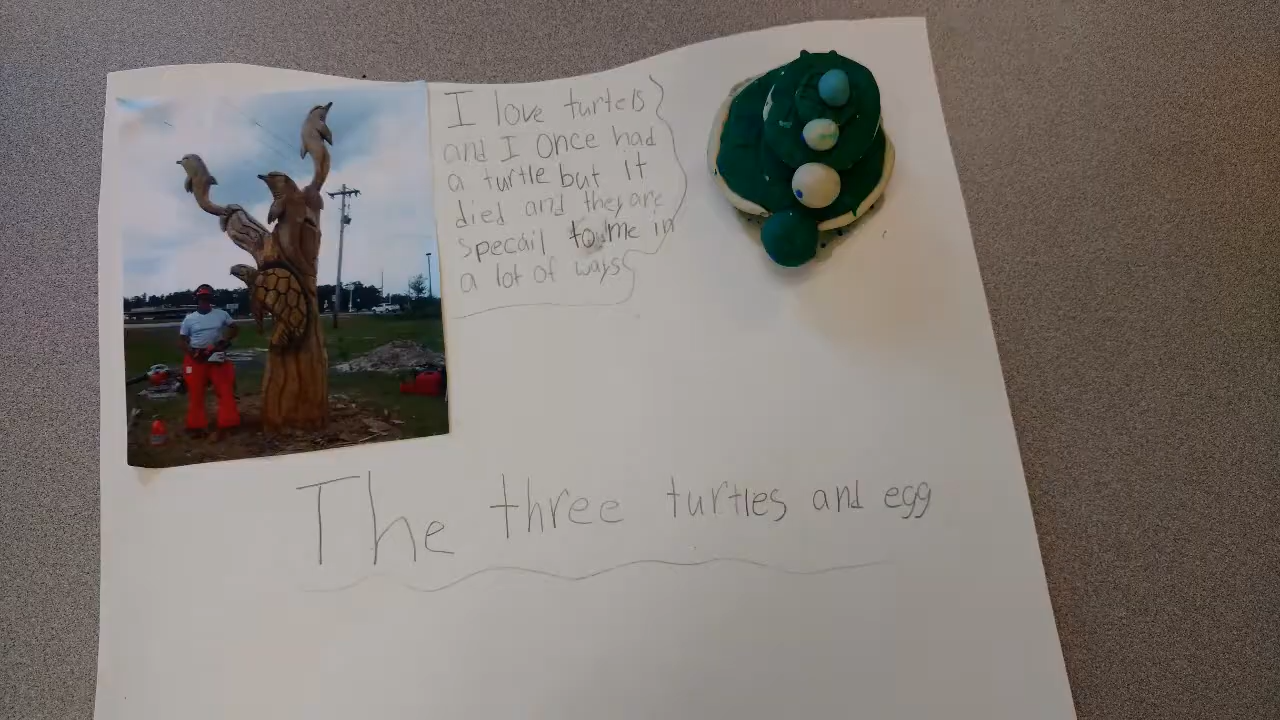 I love turtels
and I once had
a turtle but it
died and they are
specail to me in
a lot of ways
The three turtles and egg